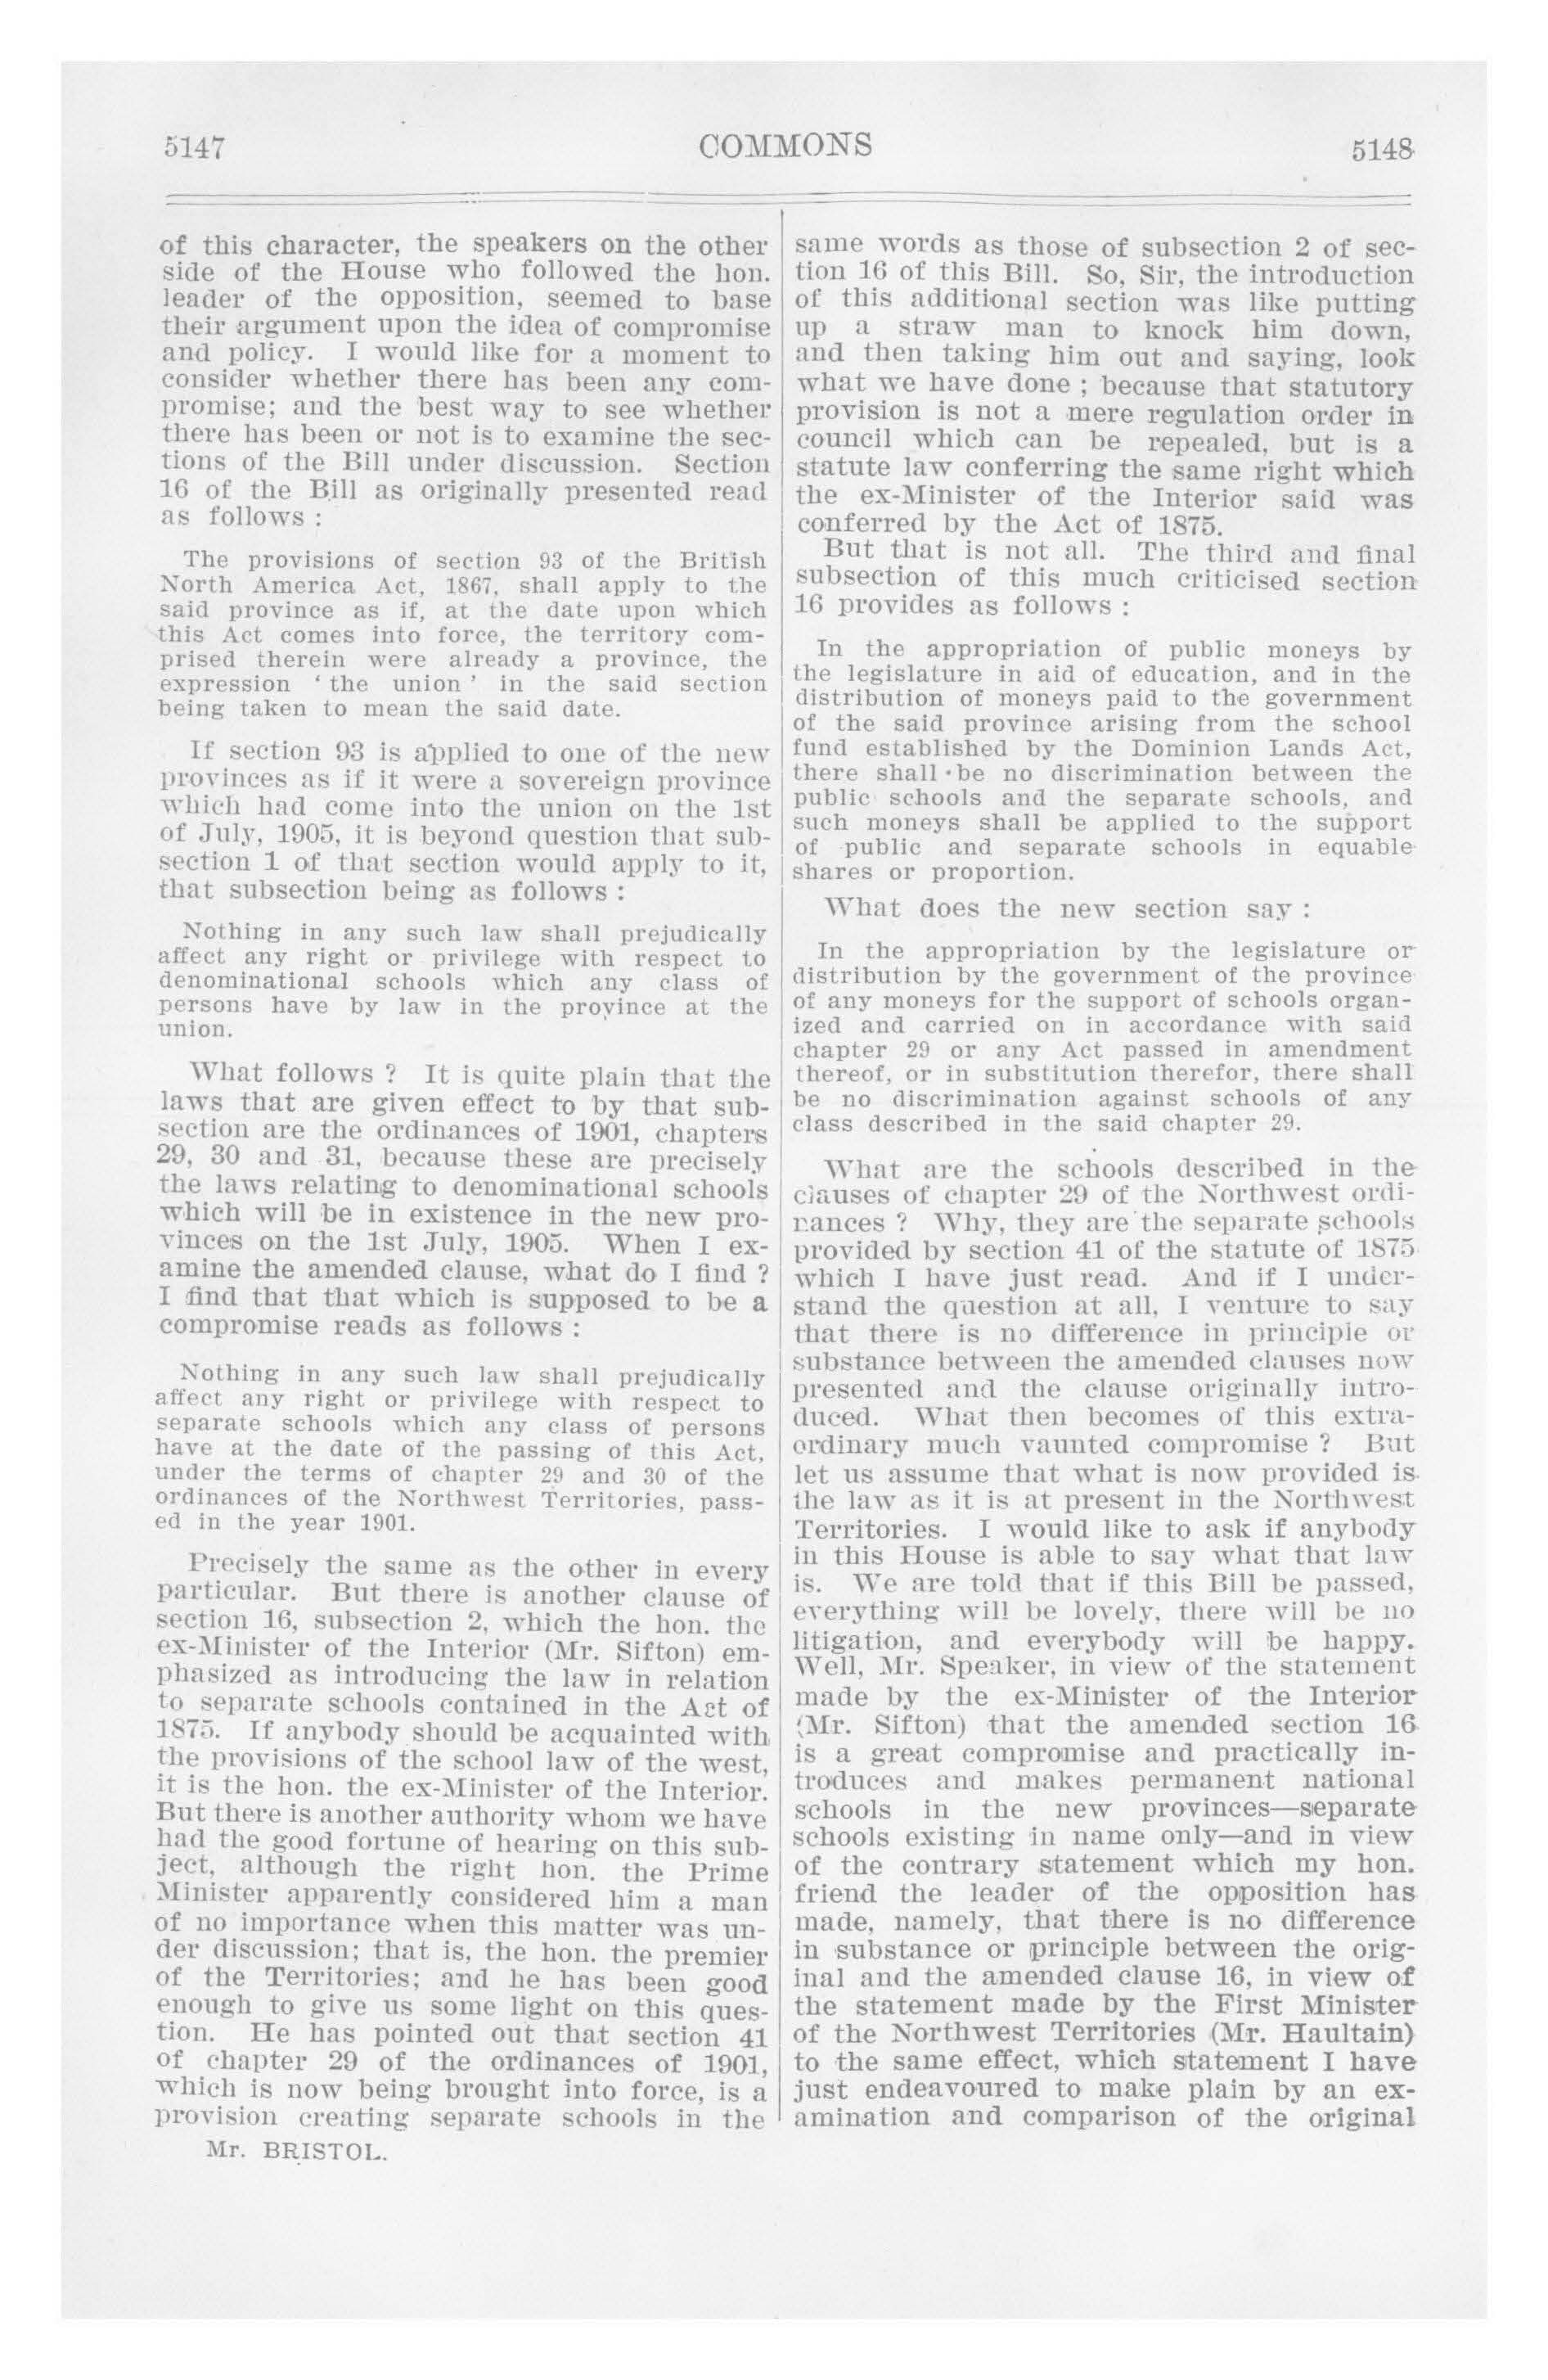 5147
COMMONS
5148
of this character, the speakers on the other
side of the House who followed the hon.
leader of the opposition, seemed to base
their argument upon the idea of compromise
and policy. I would like for a moment to
consider whether there has been any com-
promise; and the best way to see whether
there has been or not is to examine the sec-
tions of the Bill under discussion. Section
16 of the Bill as originally presented read
as follows :
The provisions of section 93 of the British
North America Act, 1867, shall apply to the
said province as if, at the date upon which
this Act comes into force, the territory com-
prised therein were already a province, the
expression ‘ the union ’ in the said section
being taken to mean the said date.
If section 93 is applied to one of the new
provinces as if it were a sovereign province
which had come into the union on the 1st
of July, 1905, it is beyond question that sub-
section 1 of that section would apply to it,
that subsection being as follows :
Nothing in any such law shall prejudically
affect any right or privilege with respect to
denominational schools which any class of
persons have by law in the province at the
union.
What follows ? It is quite plain that the
laws that are given effect to by that sub-
section are the ordinances of 1901, chapters
29, 30 and 31, because these are precisely
the laws relating to denominational schools
which will be in existence in the new pro-
vinces on the 1st July, 1905. When I ex-
amine the amended clause, what do I find ?
I find that that which is supposed to be a
compromise reads as follows :
Nothing in any such law shall prejudically
affect any right or privilege with respect to
separate schools which any class of persons
have at the date of the passing of this Act,
under the terms of chapter 29 and 30 of the
ordinances of the Northwest Territories, pass-
ed in the year 1901.
Precisely the same as the other in every
particular. But there is another clause of
section 16, subsection 2, which the hon. the
ex-Minister of the Interior (Mr. Sifton) em-
phasized as introducing the law in relation
to separate schools contained in the Act of
1875. If anybody should be acquainted with
the provisions of the school law of the west,
it is the hon. the ex-Minister of the Interior.
But there is another authority whom we have
had the good fortune of hearing on this sub-
ject, although the right hon. the Prime
Minister apparently considered him a man
of no importance when this matter was un-
der discussion; that is, the hon. the premier
of the Territories; and he has been good
enough to give us some light on this ques-
tion. He has pointed out that section 41
of chapter 29 of the ordinances of 1901,
which is now being brought into force, is a
provision creating separate schools in the
Mr. BRISTOL.
same words as those of subsection 2 of sec-
tion 16 of this Bill. So, Sir, the introduction
of this additional section was like putting
up a straw man to knock him down,
and then taking him out and saying, look
what we have done ; because that statutory
provision is not a mere regulation order in
council which can be repealed, but is a
statute law conferring the same right which
the ex-Minister of the Interior said was
conferred by the Act of 1875.
But that is not all. The third and final
subsection of this much criticised section
16 provides as follows :
In the appropriation of public moneys by
the legislature in aid of education, and in the
distribution of moneys paid to the government
of the said province arising from the school
fund established by the Dominion Lands Act,
there shall be no discrimination between the
public schools and the separate schools, and
such moneys shall be applied to the support
of public and separate schools in equable
shares or proportion.
What does the new section say :
In the appropriation by the legislature or
distribution by the government of the province
of any moneys for the support of schools organ-
ized and carried on in accordance with said
chapter 29 or any Act passed in amendment
thereof, or in substitution therefor, there shall
be no discrimination against schools of any
class described in the said chapter 29.
What are the schools described in the
clauses of chapter 29 of the Northwest ordi-
nances ? Why, they are the separate schools
provided by section 41 of the statute of 1875
which I have just read. And if I under-
stand the question at all, I venture to say
that there is no difference in principle or
substance between the amended clauses now
presented and the clause originally intro-
duced. What then becomes of this extra-
ordinary much vaunted compromise ? But
let us assume that what is now provided is
the law as it is at present in the Northwest
Territories. I would like to ask if anybody
in this House is able to say what that law
is. We are told that if this Bill be passed,
everything will be lovely, there will be no
litigation, and everybody will be happy.
Well, Mr. Speaker, in view of the statement
made by the ex-Minister of the Interior
(Mr. Sifton) that the amended section 16
is a great compromise and practically in-
troduces and makes permanent national
schools in the new provinces—separate
schools existing in name only—and in view
of the contrary statement which my hon.
friend the leader of the opposition has
made, namely, that there is no difference
in substance or principle between the orig-
inal and the amended clause 16, in view of
the statement made by the First Minister
of the Northwest Territories (Mr. Haultain)
to the same effect, which statement I have
just endeavoured to make plain by an ex-
amination and comparison of the original